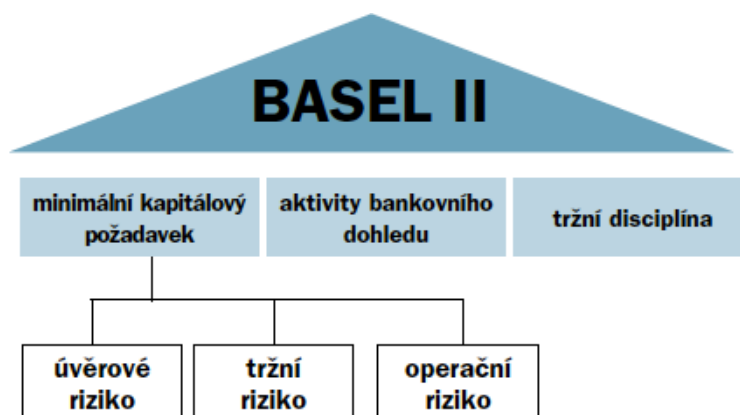 BASEL II
minimální kapitálový
požadavek
aktivity bankovního
dohledu
tržní disciplína
úvěrové
riziko
tržní
riziko
operační
riziko